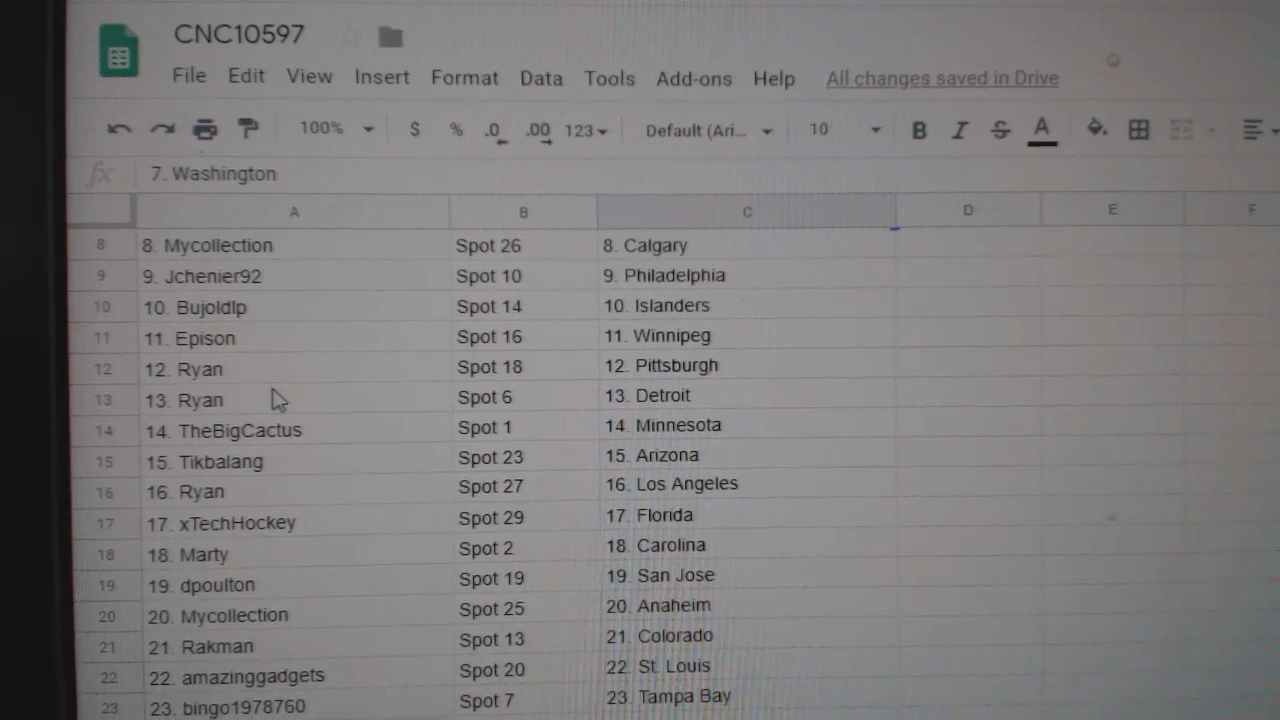 CNC10597
File Edit View Insert Format Data Tools Add-ons Help All changes saved in Drive
100% $ % .0 .00 123 Default (Ari... 10 B I S A
fx 7. Washington
A B C D E F
8 8. Mycollection Spot 26 8. Calgary
9 9. Jchenier92 Spot 10 9. Philadelphia
10 10. Bujoldlp Spot 14 10. Islanders
11 11. Epison Spot 16 11. Winnipeg
12 12. Ryan Spot 18 12. Pittsburgh
13 13. Ryan Spot 6 13. Detroit
14 14. TheBigCactus Spot 1 14. Minnesota
15 15. Tikbalang Spot 23 15. Arizona
16 16. Ryan Spot 27 16. Los Angeles
17 17. xTechHockey Spot 29 17. Florida
18 18. Marty Spot 2 18. Carolina
19 19. dpoulton Spot 19 19. San Jose
20 20. Mycollection Spot 25 20. Anaheim
21 21. Rakman Spot 13 21. Colorado
22 22. amazinggadgets Spot 20 22. St. Louis
23 23. bingo1978760 Spot 7 23. Tampa Bay